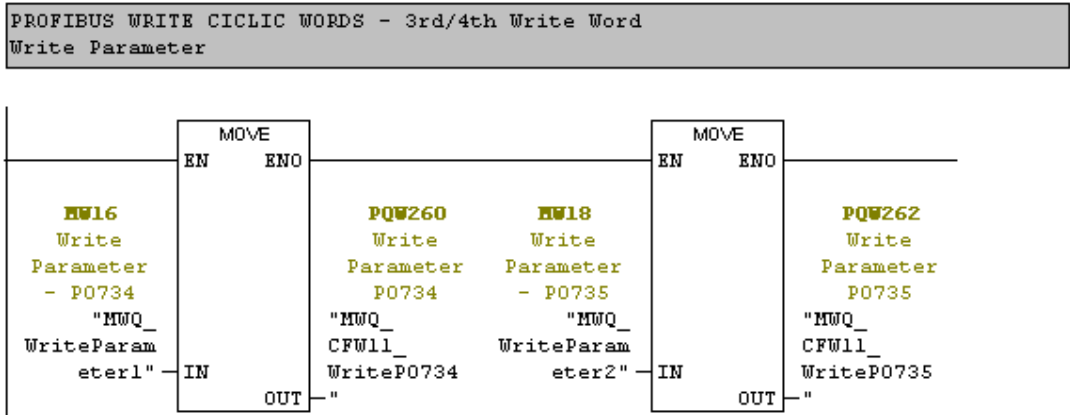 PROFIBUS WRITE CICLIC WORDS - 3rd/4th Write Word
Write Parameter
MOVE
EN ENO
MW16
Write
Parameter
- P0734
"MWQ_
WriteParam
eter1"
IN
OUT
PQW260
Write
Parameter
P0734
"MWQ_
CFW11_
WriteP0734
"
MOVE
EN ENO
MW18
Write
Parameter
- P0735
"MWQ_
WriteParam
eter2"
IN
OUT
PQW262
Write
Parameter
P0735
"MWQ_
CFW11_
WriteP0735
"